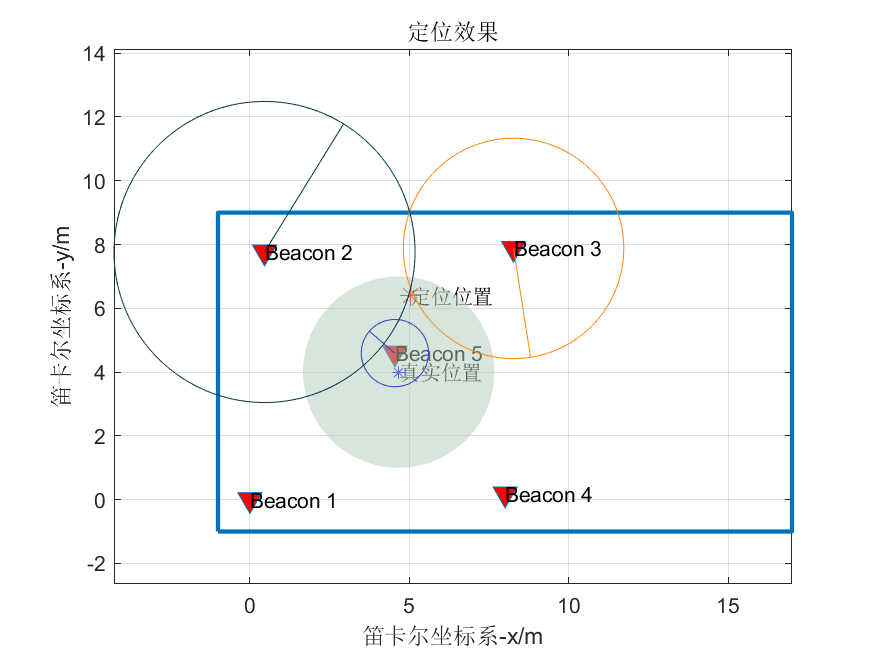 定位效果
笛卡尔坐标系-y/m
14
12
10
8
6
4
2
0
-2
Beacon 2
Beacon 3
定位位置
Beacon 5
真实位置
Beacon 1
Beacon 4
0
5
10
15
笛卡尔坐标系-x/m